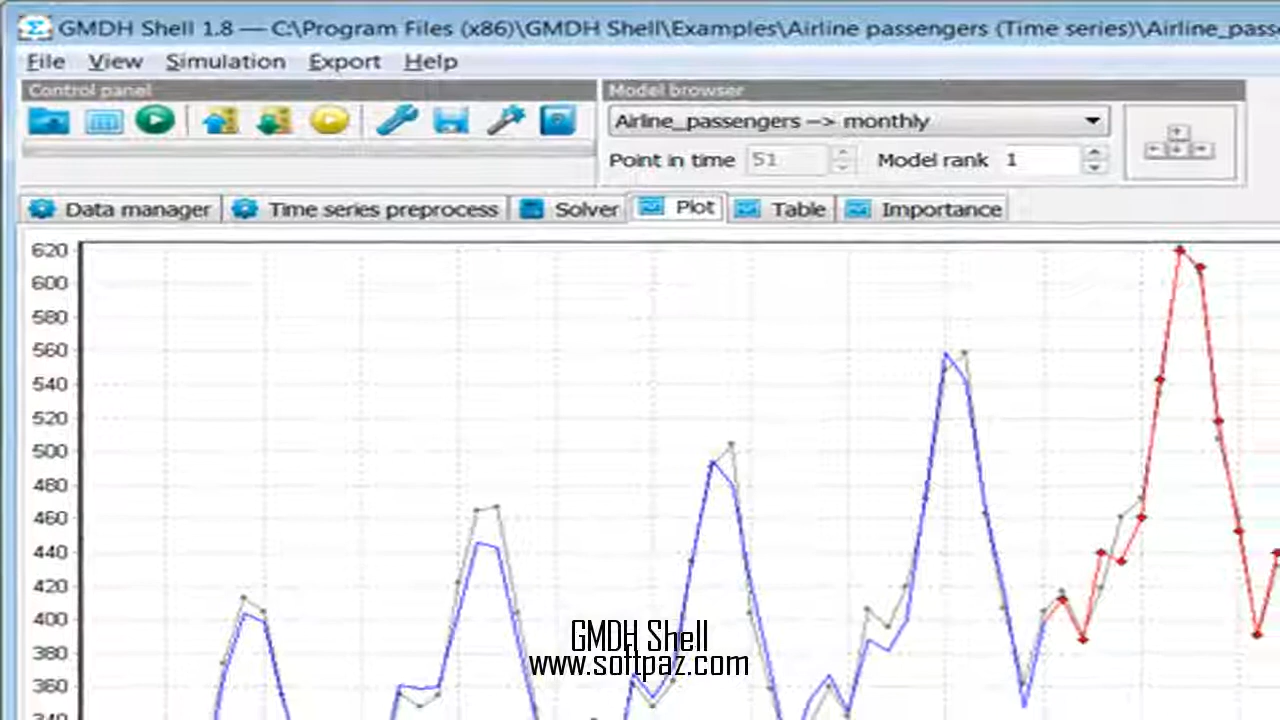 GMDH Shell 1.8 — C:\Program Files (x86)\GMDH Shell\Examples\Airline passengers (Time series)\Airline_pass
File View Simulation Export Help
Control panel
Model browser
Airline_passengers —> monthly
Point in time 51 Model rank 1
Data manager Time series preprocess Solver Plot Table Importance
620
600
580
560
540
520
500
480
460
440
420
400
380
360
340
GMDH Shell
www.softpaz.com